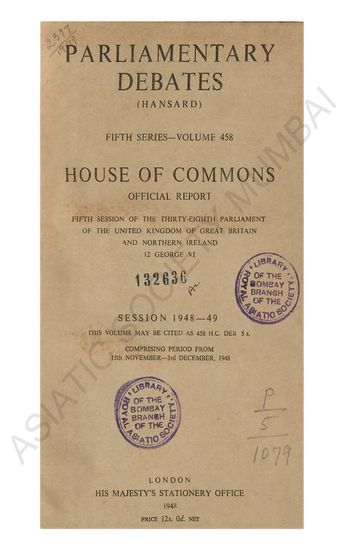 2397
PARLIAMENTARY
DEBATES
(HANSARD)
FIFTH SERIES—VOLUME 458
HOUSE OF COMMONS
OFFICIAL REPORT
FIFTH SESSION OF THE THIRTY-EIGHTH PARLIAMENT
OF THE UNITED KINGDOM OF GREAT BRITAIN
AND NORTHERN IRELAND
12 GEORGE VI
132636
LIBRARY
OF THE
BOMBAY
BRANCH
OF THE
ROYAL ASIATIC SOCIETY
SESSION 1948—49
THIS VOLUME MAY BE CITED AS 458 H.C. DEB 5 s.
COMPRISING PERIOD FROM
15th NOVEMBER—3rd DECEMBER, 1948
LIBRARY
OF THE
BOMBAY
BRANCH
OF THE
ROYAL ASIATIC SOCIETY
P
5
1079
LONDON
HIS MAJESTY'S STATIONERY OFFICE
1948
PRICE 12s. 0d. NET
ASIATIC SOCIETY MUMBAI